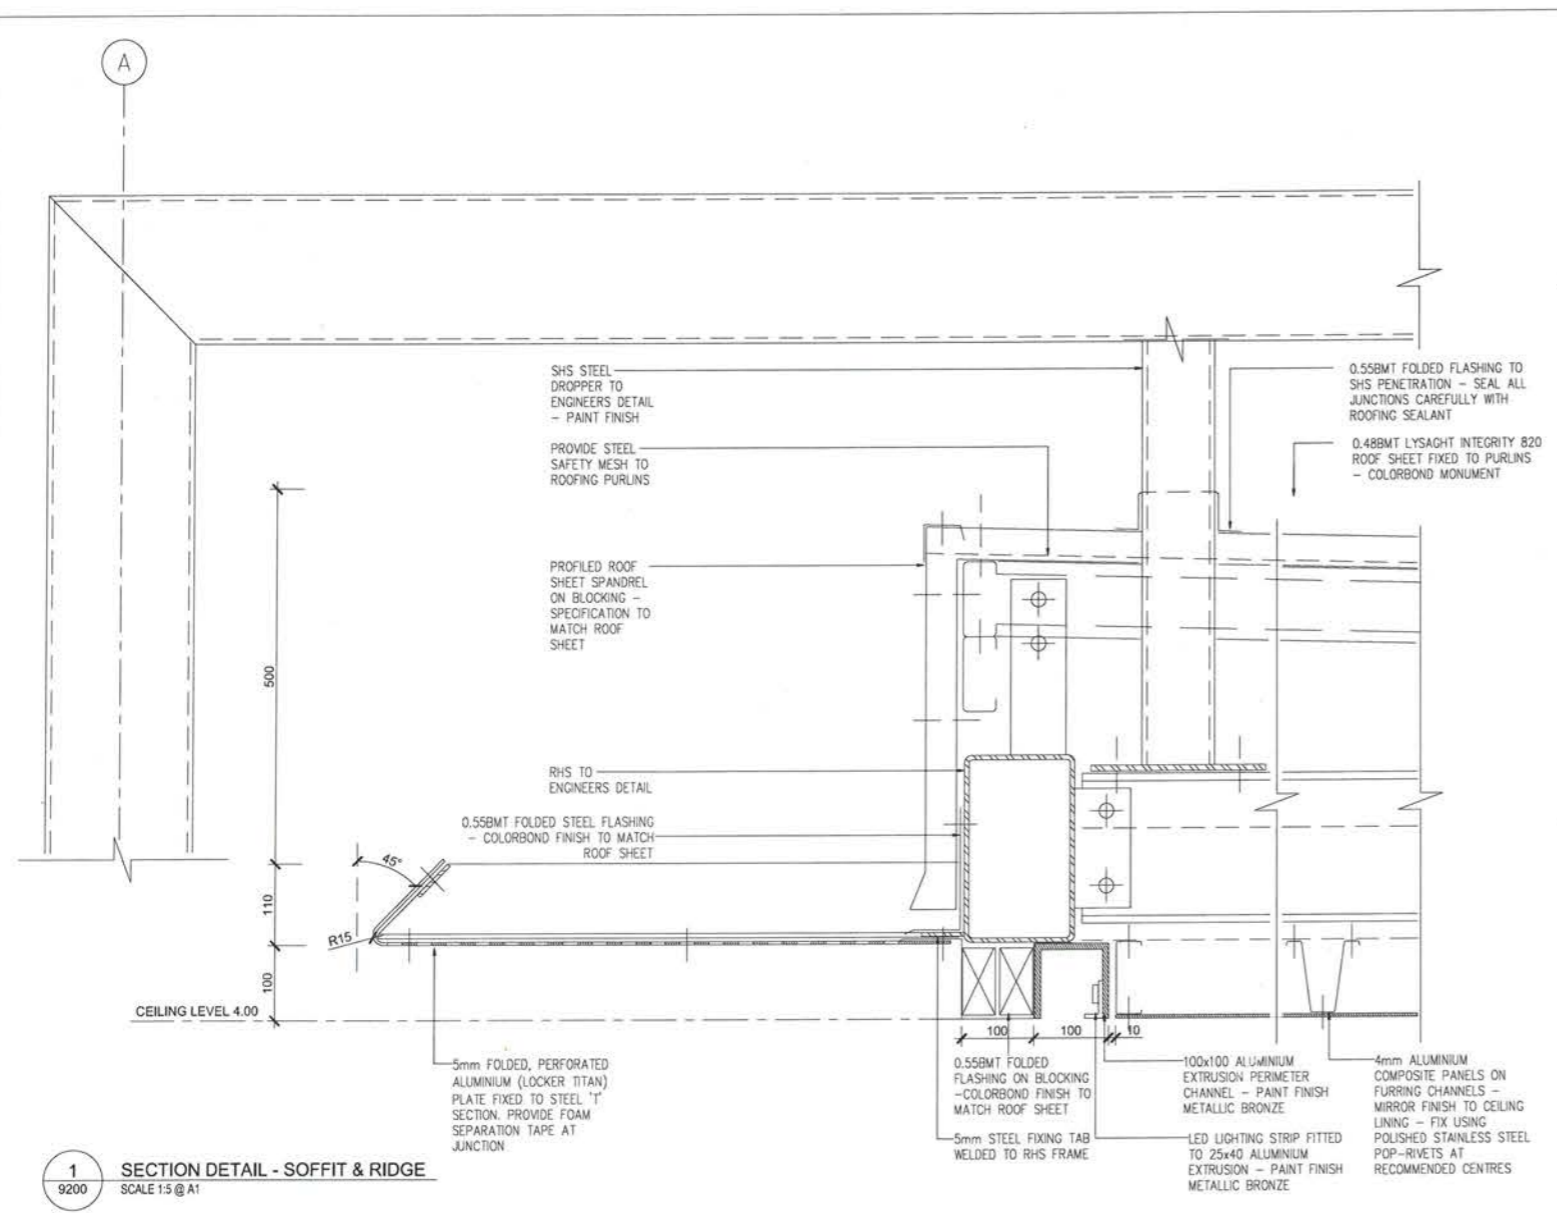 A
SHS STEEL
DROPPER TO
ENGINEERS DETAIL
– PAINT FINISH
PROVIDE STEEL
SAFETY MESH TO
ROOFING PURLINS
PROFILED ROOF
SHEET SPANDREL
ON BLOCKING –
SPECIFICATION TO
MATCH ROOF
SHEET
RHS TO
ENGINEERS DETAIL
0.55BMT FOLDED STEEL FLASHING
– COLORBOND FINISH TO MATCH
ROOF SHEET
0.55BMT FOLDED FLASHING TO
SHS PENETRATION – SEAL ALL
JUNCTIONS CAREFULLY WITH
ROOFING SEALANT
0.48BMT LYSAGHT INTEGRITY 820
ROOF SHEET FIXED TO PURLINS
– COLORBOND MONUMENT
500
110
100
45°
R15
CEILING LEVEL 4.00
100
100
10
5mm FOLDED, PERFORATED
ALUMINIUM (LOCKER TITAN)
PLATE FIXED TO STEEL 'T'
SECTION. PROVIDE FOAM
SEPARATION TAPE AT
JUNCTION
0.55BMT FOLDED
FLASHING ON BLOCKING
–COLORBOND FINISH TO
MATCH ROOF SHEET
5mm STEEL FIXING TAB
WELDED TO RHS FRAME
100x100 ALUMINIUM
EXTRUSION PERIMETER
CHANNEL – PAINT FINISH
METALLIC BRONZE
LED LIGHTING STRIP FITTED
TO 25x40 ALUMINIUM
EXTRUSION – PAINT FINISH
METALLIC BRONZE
4mm ALUMINIUM
COMPOSITE PANELS ON
FURRING CHANNELS –
MIRROR FINISH TO CEILING
LINING – FIX USING
POLISHED STAINLESS STEEL
POP-RIVETS AT
RECOMMENDED CENTRES
1
9200
SECTION DETAIL - SOFFIT & RIDGE
SCALE 1:5 @ A1